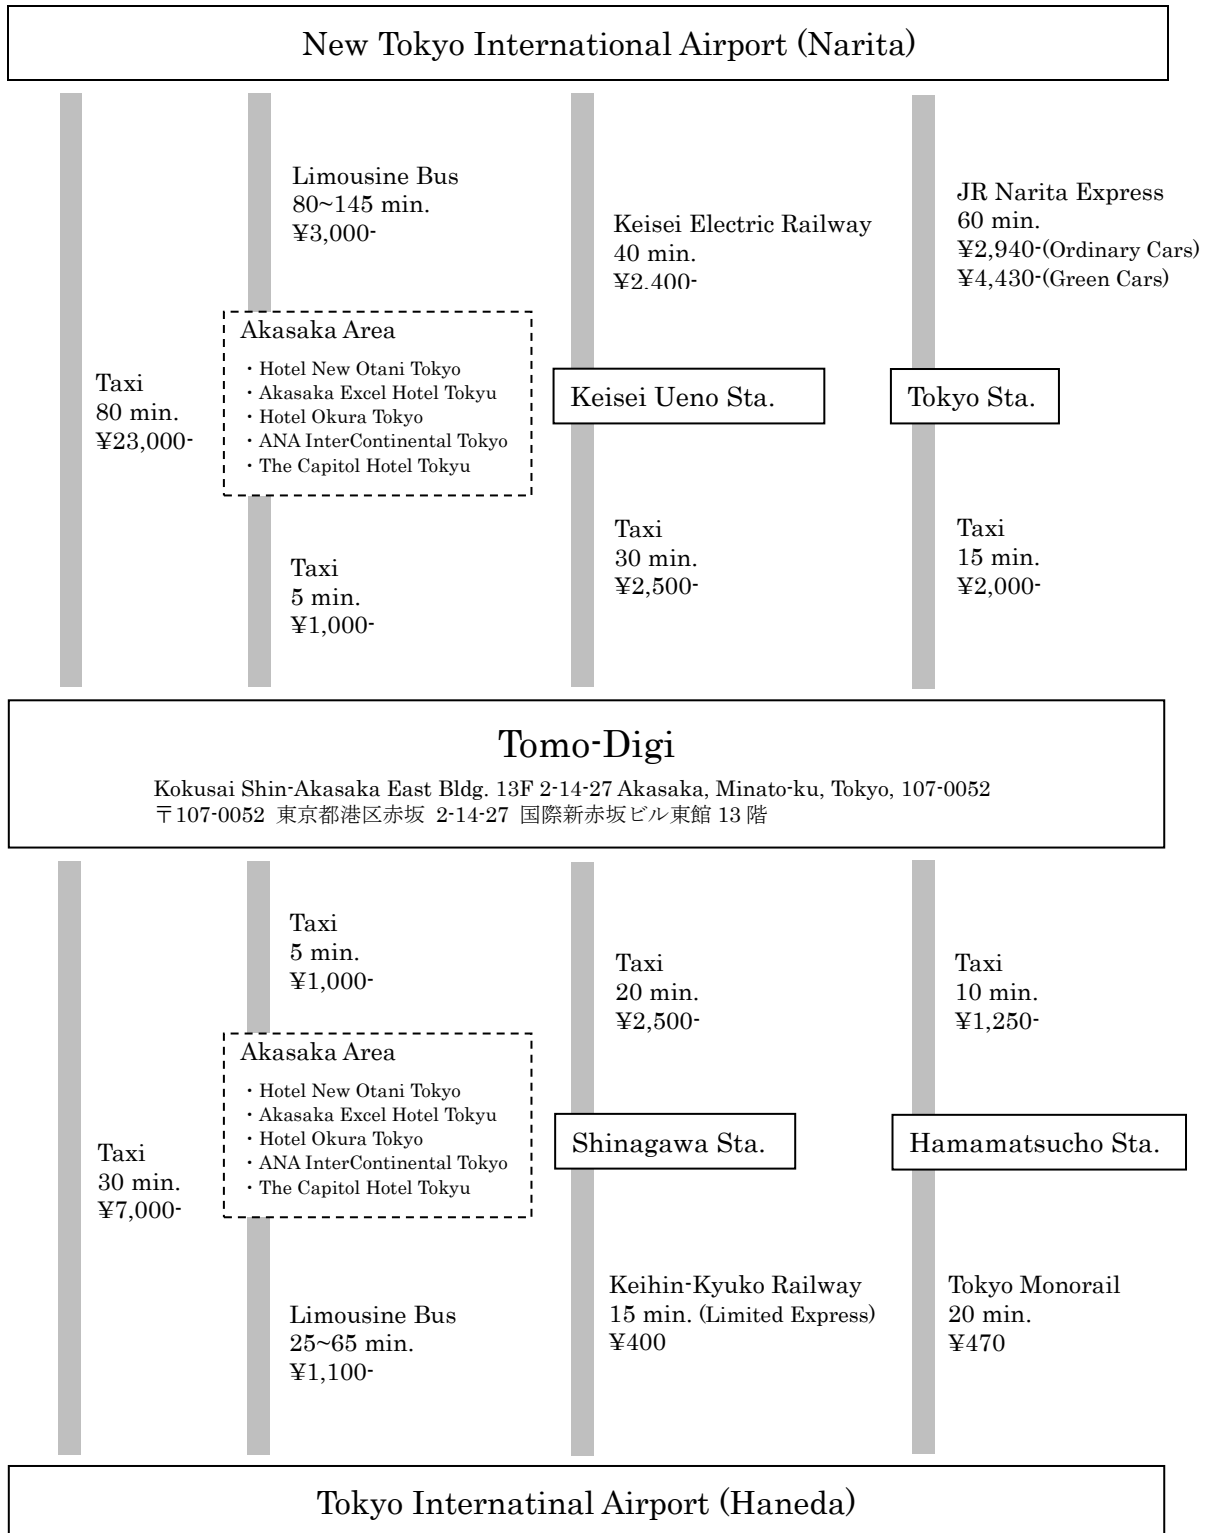 New Tokyo International Airport (Narita)
Limousine Bus
80~145 min.
¥3,000-
Keisei Electric Railway
40 min.
¥2,400-
JR Narita Express
60 min.
¥2,940-(Ordinary Cars)
¥4,430-(Green Cars)
Taxi
80 min.
¥23,000-
Akasaka Area
・Hotel New Otani Tokyo
・Akasaka Excel Hotel Tokyu
・Hotel Okura Tokyo
・ANA InterContinental Tokyo
・The Capitol Hotel Tokyu
Keisei Ueno Sta.
Tokyo Sta.
Taxi
5 min.
¥1,000-
Taxi
30 min.
¥2,500-
Taxi
15 min.
¥2,000-
Tomo-Digi
Kokusai Shin-Akasaka East Bldg. 13F 2-14-27 Akasaka, Minato-ku, Tokyo, 107-0052
〒107-0052 東京都港区赤坂 2-14-27 国際新赤坂ビル東館 13 階
Taxi
5 min.
¥1,000-
Taxi
20 min.
¥2,500-
Taxi
10 min.
¥1,250-
Taxi
30 min.
¥7,000-
Akasaka Area
・Hotel New Otani Tokyo
・Akasaka Excel Hotel Tokyu
・Hotel Okura Tokyo
・ANA InterContinental Tokyo
・The Capitol Hotel Tokyu
Shinagawa Sta.
Hamamatsucho Sta.
Limousine Bus
25~65 min.
¥1,100-
Keihin-Kyuko Railway
15 min. (Limited Express)
¥400
Tokyo Monorail
20 min.
¥470
Tokyo Internatinal Airport (Haneda)